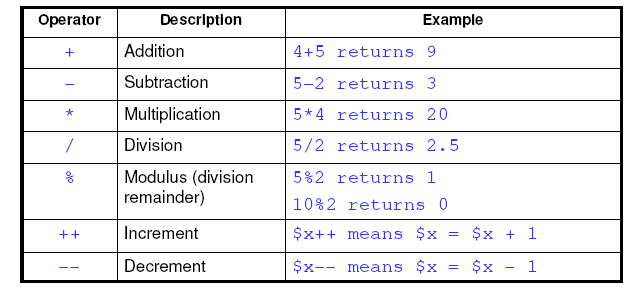 Operator Description Example
+ Addition 4+5 returns 9
− Subtraction 5−2 returns 3
* Multiplication 5*4 returns 20
/ Division 5/2 returns 2.5
% Modulus (division 5%2 returns 1
remainder) 10%2 returns 0
++ Increment $x++ means $x = $x + 1
−− Decrement $x−− means $x = $x − 1